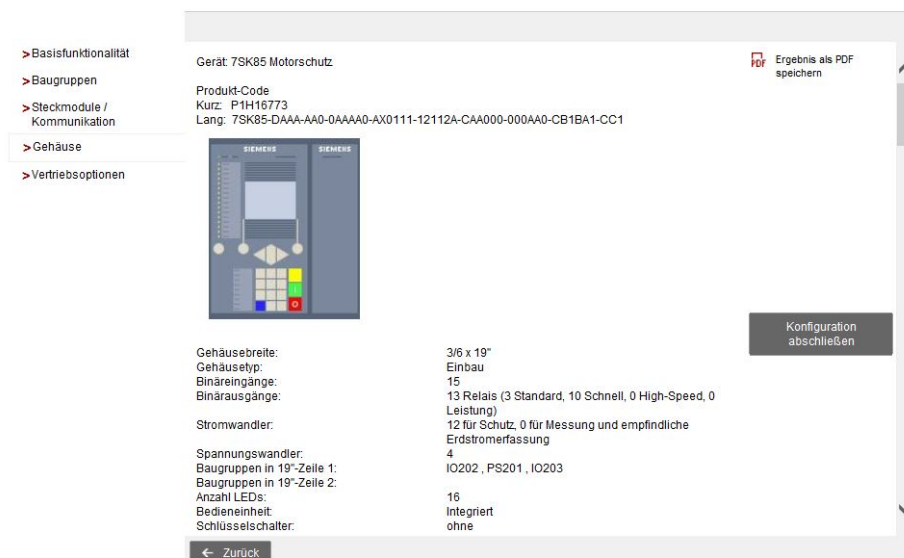 >Basisfunktionalität
>Baugruppen
>Steckmodule /
Kommunikation
>Gehäuse
>Vertriebsoptionen
Gerät: 7SK85 Motorschutz
PDF Ergebnis als PDF
speichern
Produkt-Code
Kurz: P1H16773
Lang: 7SK85-DAAA-AA0-0AAAA0-AX0111-12112A-CAA000-000AA0-CB1BA1-CC1
SIEMENS SIEMENS
Konfiguration
abschließen
Gehäusebreite: 3/6 x 19"
Gehäusetyp: Einbau
Binäreingänge: 15
Binärausgänge: 13 Relais (3 Standard, 10 Schnell, 0 High-Speed, 0
Leistung)
Stromwandler: 12 für Schutz, 0 für Messung und empfindliche
Erdstromerfassung
Spannungswandler: 4
Baugruppen in 19"-Zeile 1: IO202 , PS201 , IO203
Baugruppen in 19"-Zeile 2:
Anzahl LEDs: 16
Bedieneinheit: Integriert
Schlüsselschalter: ohne
← Zurück